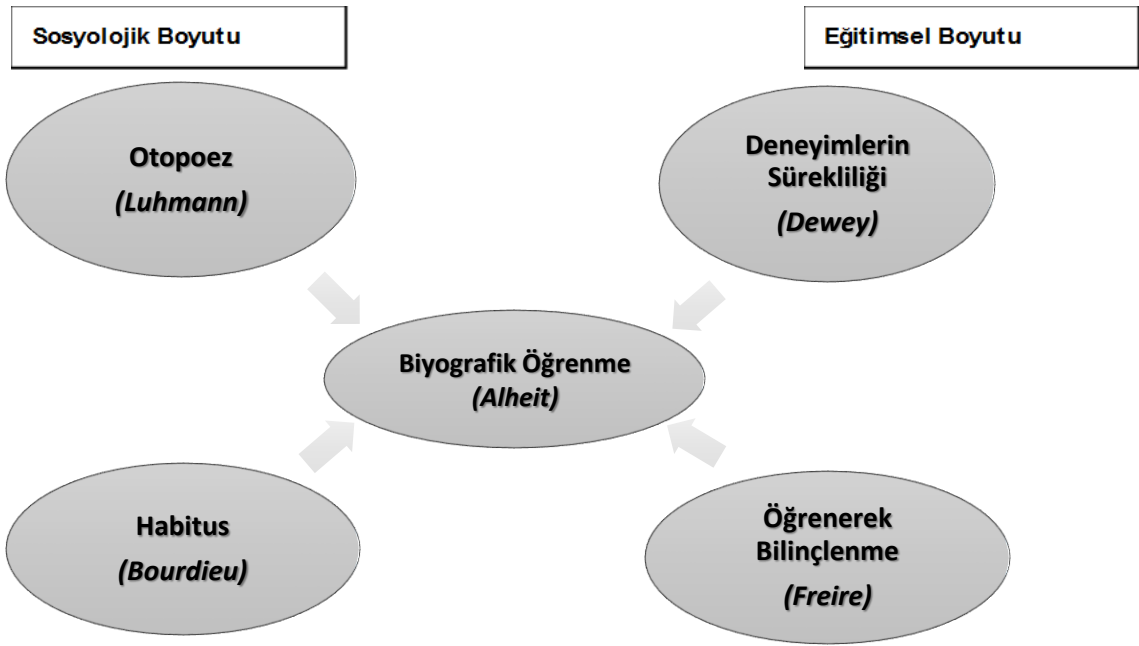 Sosyolojik Boyutu
Eğitimsel Boyutu
Otopoez
(Luhmann)
Deneyimlerin
Sürekliliği
(Dewey)
Biyografik Öğrenme
(Alheit)
Habitus
(Bourdieu)
Öğrenerek
Bilinçlenme
(Freire)